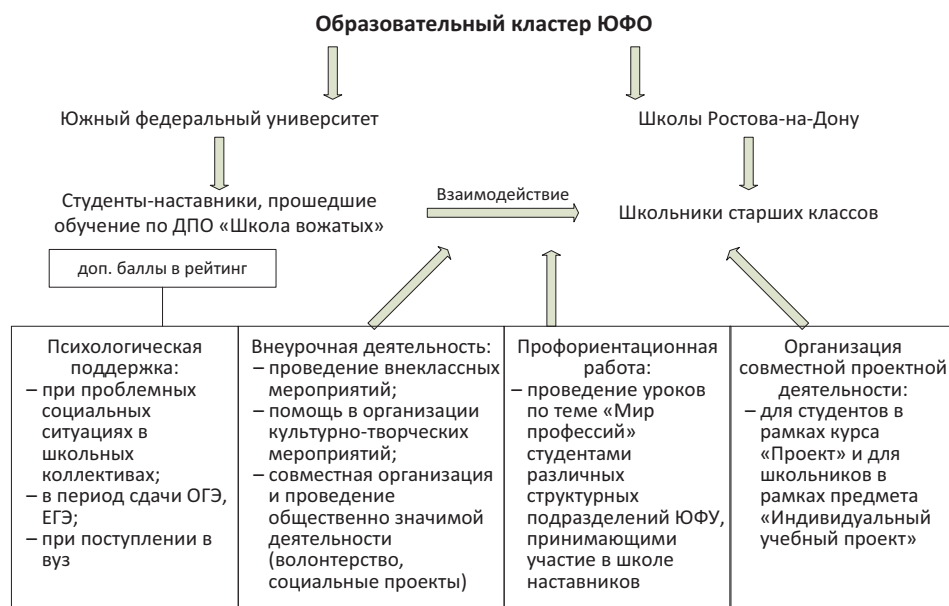 Образовательный кластер ЮФО
Южный федеральный университет
Школы Ростова-на-Дону
Студенты-наставники, прошедшие
обучение по ДПО «Школа вожатых»
Взаимодействие
Школьники старших классов
доп. баллы в рейтинг
Психологическая
поддержка:
– при проблемных
социальных
ситуациях в
школьных
коллективах;
– в период сдачи ОГЭ,
ЕГЭ;
– при поступлении в
вуз
Внеурочная деятельность:
– проведение внеклассных
мероприятий;
– помощь в организации
культурно-творческих
мероприятий;
– совместная организация
и проведение
общественно значимой
деятельности
(волонтерство,
социальные проекты)
Профориентационная
работа:
– проведение уроков
по теме «Мир
профессий»
студентами
различных
структурных
подразделений ЮФУ,
принимающими
участие в школе
наставников
Организация
совместной проектной
деятельности:
– для студентов в
рамках курса
«Проект» и для
школьников в
рамках предмета
«Индивидуальный
учебный проект»